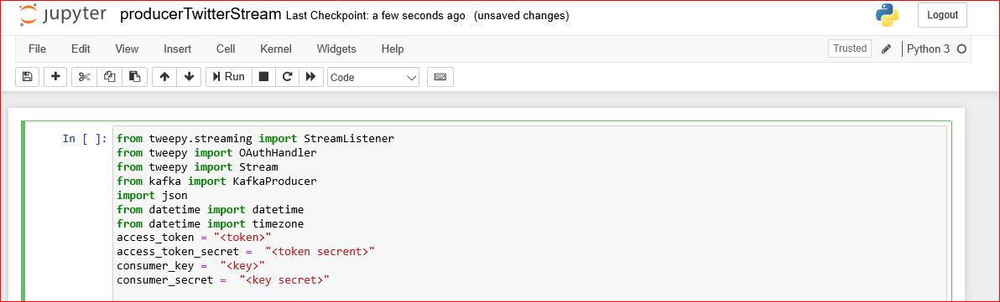 jupyter producerTwitterStream Last Checkpoint: a few seconds ago (unsaved changes) Logout
File Edit View Insert Cell Kernel Widgets Help Trusted Python 3
Run Code
In [ ]: from tweepy.streaming import StreamListener
from tweepy import OAuthHandler
from tweepy import Stream
from kafka import KafkaProducer
import json
from datetime import datetime
from datetime import timezone
access_token = "<token>"
access_token_secret =  "<token secrent>"
consumer_key =  "<key>"
consumer_secret =  "<key secret>"